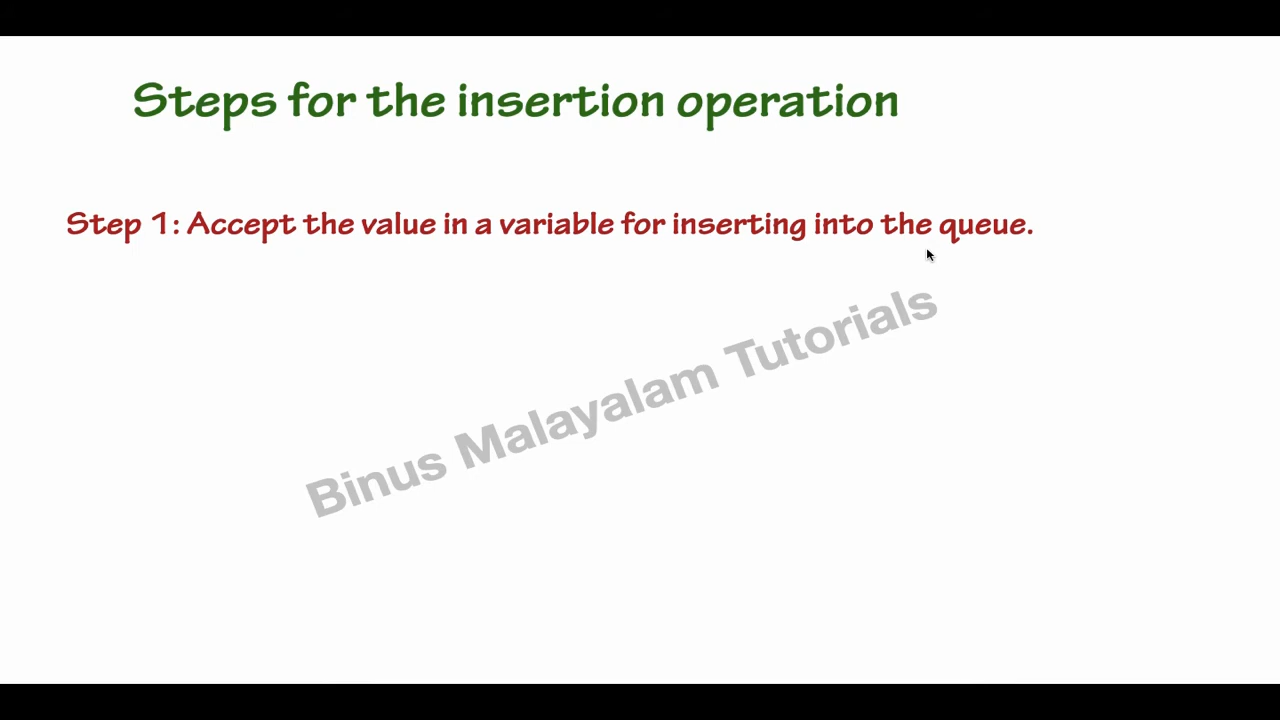 Steps for the insertion operation
Step 1: Accept the value in a variable for inserting into the queue.
Binus Malayalam Tutorials